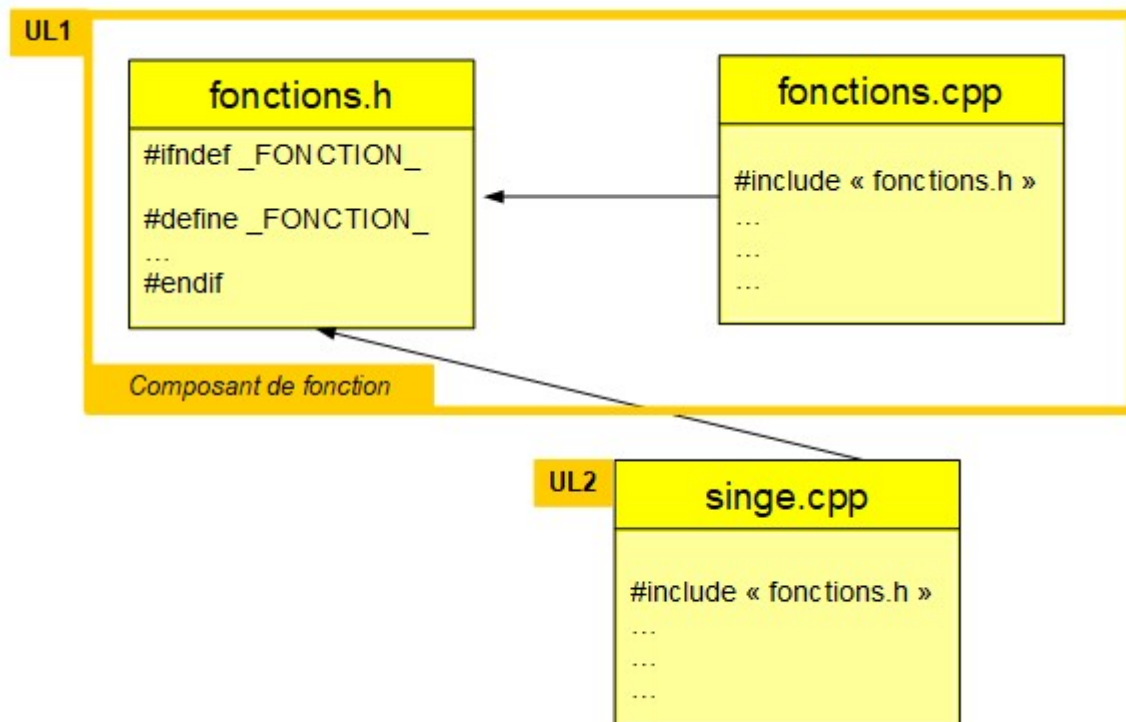 UL1
fonctions.h
#ifndef _FONCTION_
#define _FONCTION_
...
#endif
fonctions.cpp
#include « fonctions.h »
...
...
...
Composant de fonction
UL2
singe.cpp
#include « fonctions.h »
...
...
...